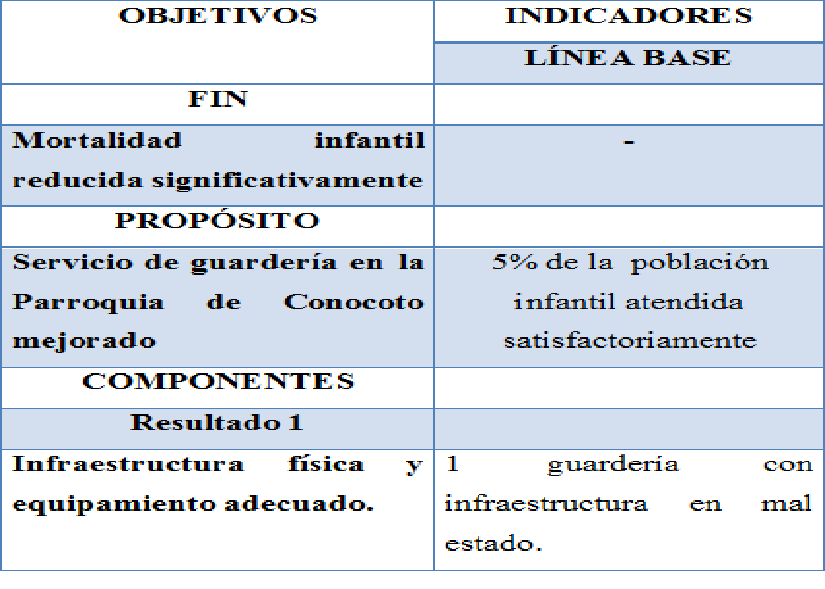 OBJETIVOS
INDICADORES
LÍNEA BASE
FIN
Mortalidad infantil
reducida significativamente
-
PROPÓSITO
Servicio de guardería en la
Parroquia de Conocoto
mejorado
5% de la población
infantil atendida
satisfactoriamente
COMPONENTES
Resultado 1
Infraestructura física y
equipamiento adecuado.
1 guardería con
infraestructura en mal
estado.